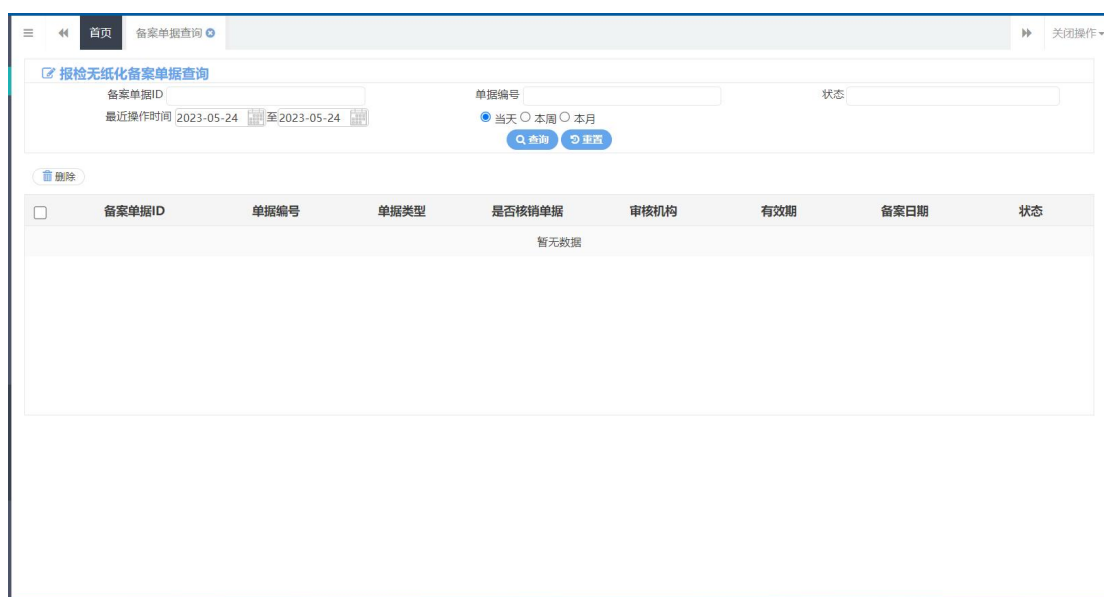 首页 备案单据查询 关闭操作
报检无纸化备案单据查询
备案单据ID 单据编号 状态
最近操作时间 2023-05-24 至 2023-05-24 当天 本周 本月
查询 重置
删除
备案单据ID 单据编号 单据类型 是否核销单据 审核机构 有效期 备案日期 状态
暂无数据